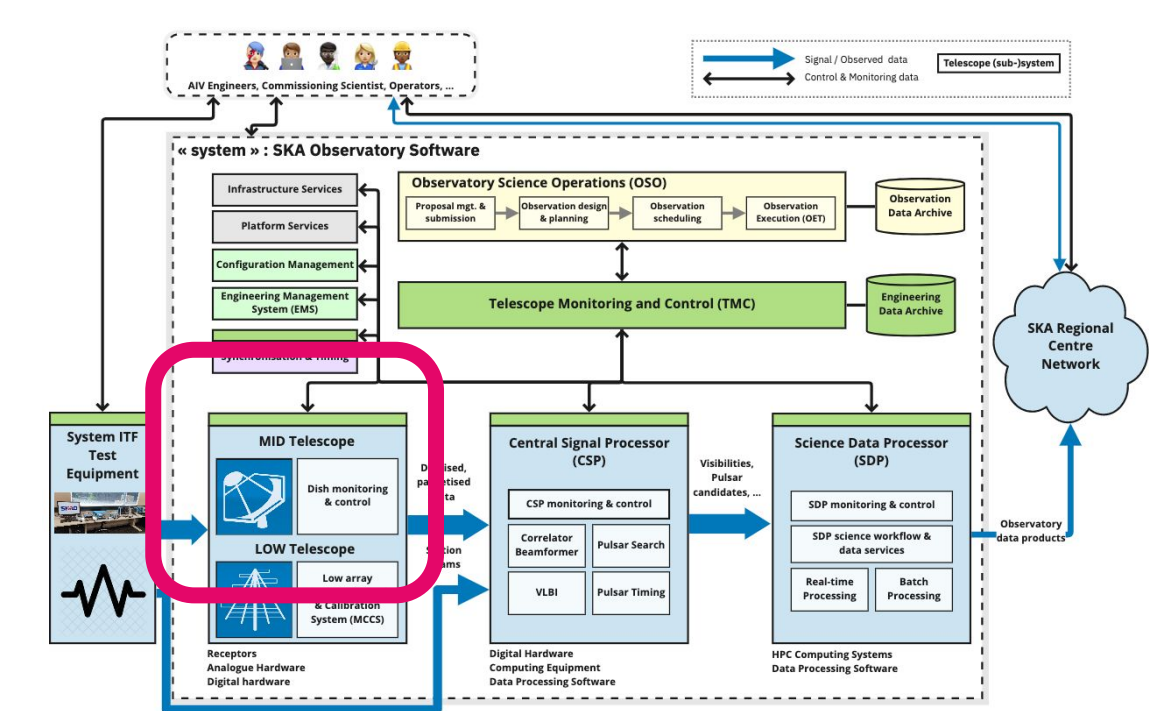 AIV Engineers, Commissioning Scientist, Operators, ...
Signal / Observed data
Control & Monitoring data
Telescope (sub-)system
« system » : SKA Observatory Software
Infrastructure Services
Platform Services
Configuration Management
Engineering Management
System (EMS)
Synchronisation & Timing
Observatory Science Operations (OSO)
Proposal mgt. &
submission
Observation design
& planning
Observation
scheduling
Observation
Execution (OET)
Observation
Data Archive
Telescope Monitoring and Control (TMC)
Engineering
Data Archive
SKA Regional
Centre
Network
System ITF
Test
Equipment
MID Telescope
Dish monitoring
& control
LOW Telescope
Low array
& Calibration
System (MCCS)
Receptors
Analogue Hardware
Digital hardware
Central Signal Processor
(CSP)
CSP monitoring & control
Correlator
Beamformer
Pulsar Search
VLBI
Pulsar Timing
Digital Hardware
Computing Equipment
Data Processing Software
Visibilities,
Pulsar
candidates, ...
Science Data Processor
(SDP)
SDP monitoring & control
SDP science workflow &
data services
Real-time
Processing
Batch
Processing
HPC Computing Systems
Data Processing Software
Observatory
data products